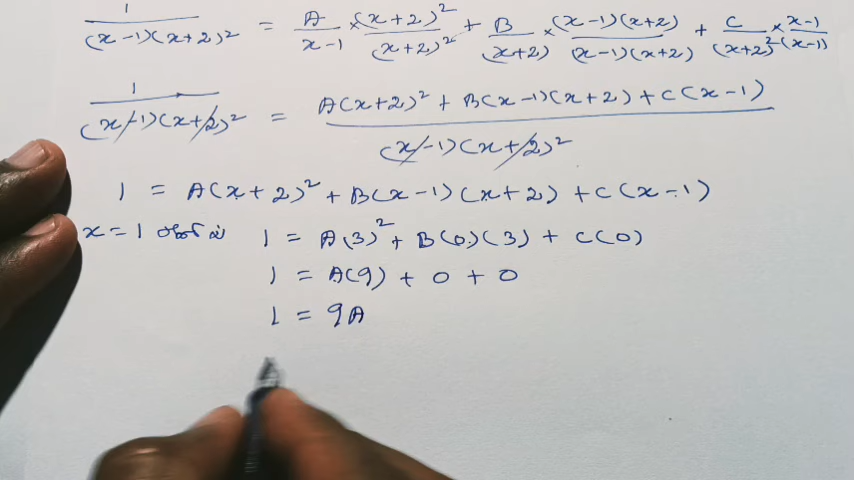 1/((x-1)(x+2)²) = A/(x-1) × (x+2)²/(x+2)² + B/(x+2) × (x-1)(x+2)/((x-1)(x+2)) + C/(x+2)² × (x-1)/(x-1)
1/((x-1)(x+2)²) = (A(x+2)² + B(x-1)(x+2) + C(x-1))/((x-1)(x+2)²)
1 = A(x+2)² + B(x-1)(x+2) + C(x-1)
x=1 1 = A(3)² + B(0)(3) + C(0)
1 = A(9) + 0 + 0
1 = 9A